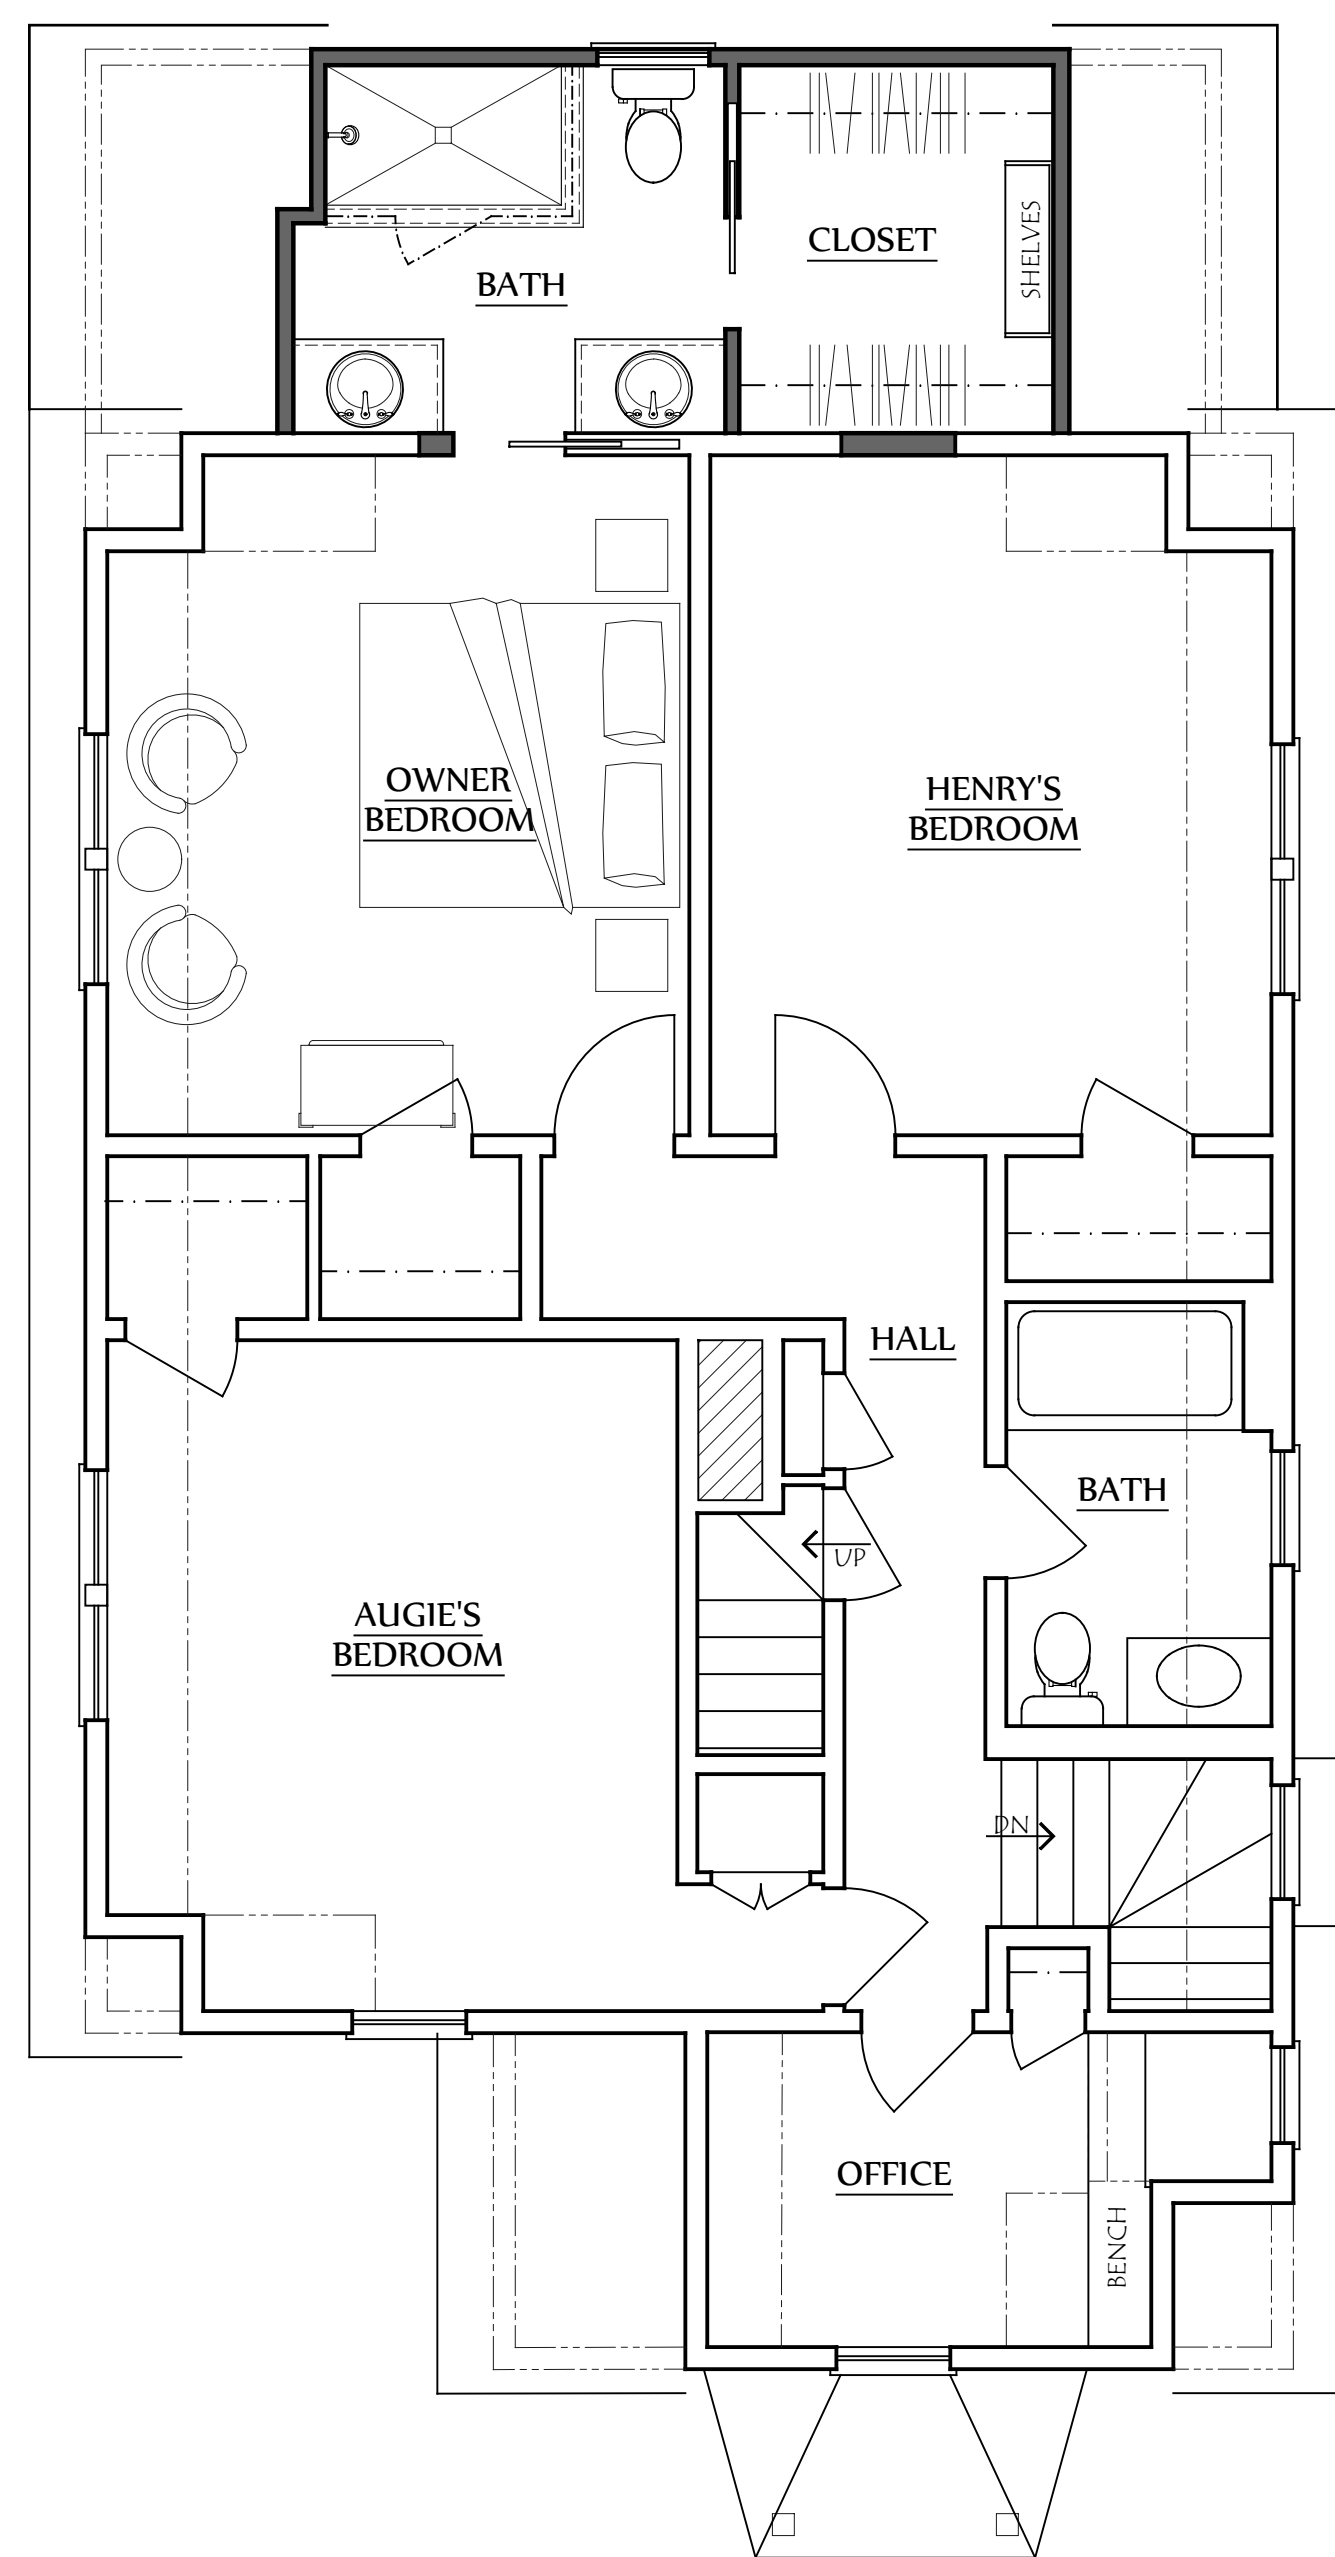 CLOSET
SHELVES
BATH
OWNER
BEDROOM
HENRY'S
BEDROOM
HALL
BATH
UP
AUGIE'S
BEDROOM
DN
OFFICE
BENCH